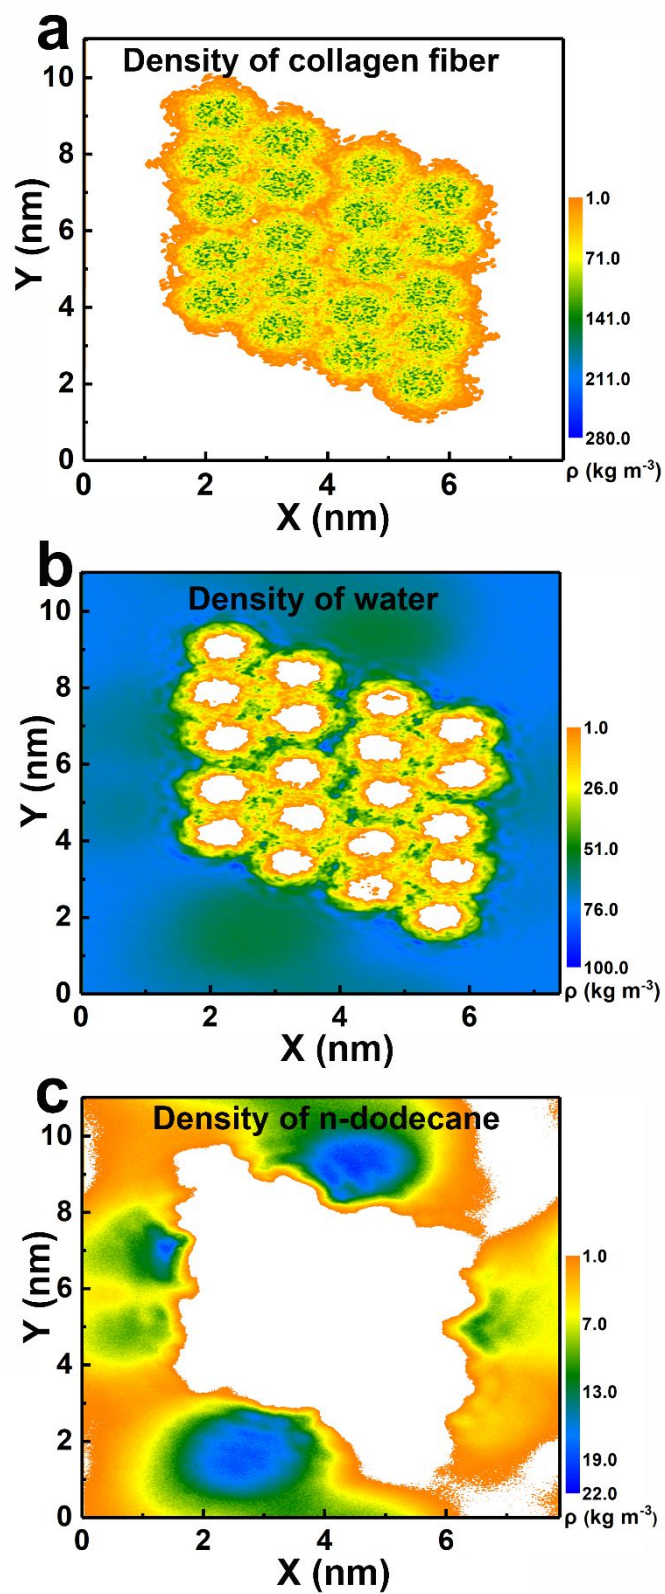 a
Density of collagen fiber
10
8
6
4
2
0
Y (nm)
0 2 4 6
X (nm)
1.0
71.0
141.0
211.0
280.0
ρ (kg m⁻³)
b
Density of water
10
8
6
4
2
0
Y (nm)
0 2 4 6
X (nm)
1.0
26.0
51.0
76.0
100.0
ρ (kg m⁻³)
c
Density of n-dodecane
10
8
6
4
2
0
Y (nm)
0 2 4 6
X (nm)
1.0
7.0
13.0
19.0
22.0
ρ (kg m⁻³)